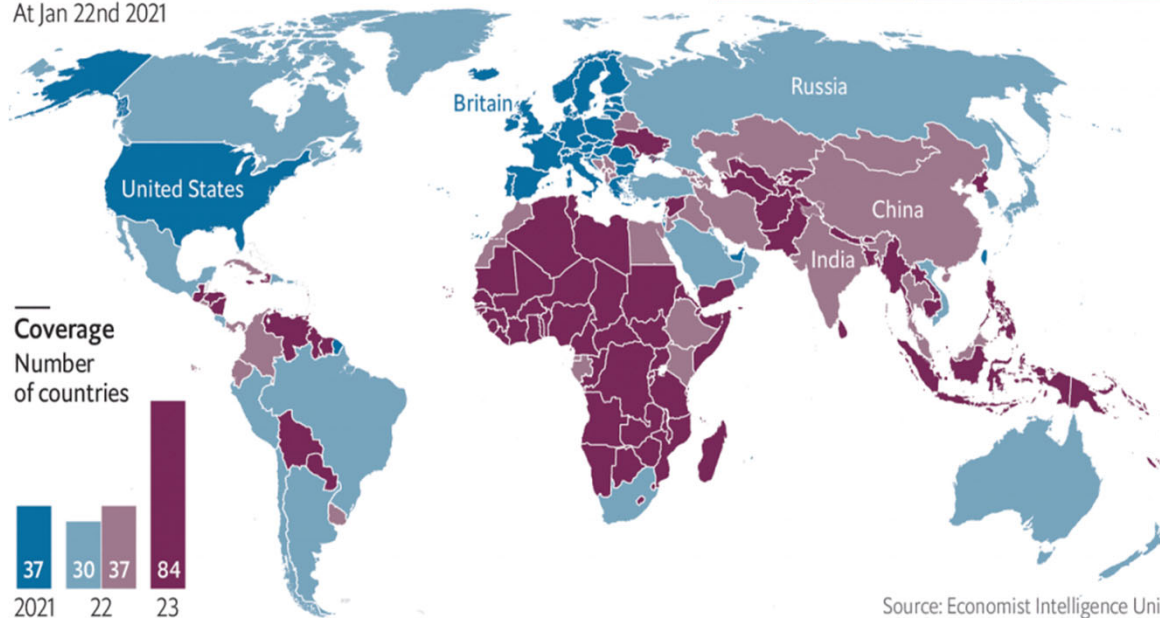 At Jan 22nd 2021
Britain
Russia
United States
China
India
Coverage
Number
of countries
37
30
37
84
2021
22
23
Source: Economist Intelligence Uni